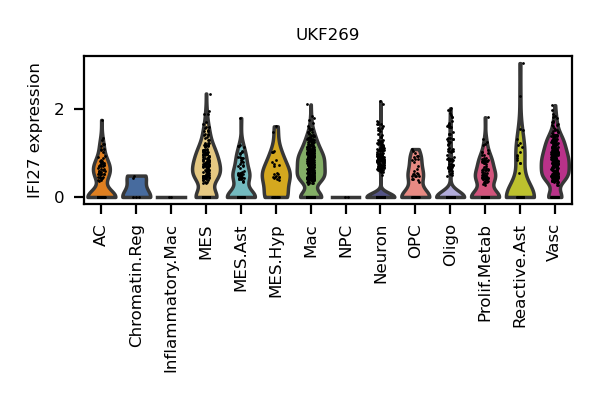 UKF269
IFI27 expression
2
0
AC
Chromatin.Reg
Inflammatory.Mac
MES
MES.Ast
MES.Hyp
Mac
NPC
Neuron
OPC
Oligo
Prolif.Metab
Reactive.Ast
Vasc